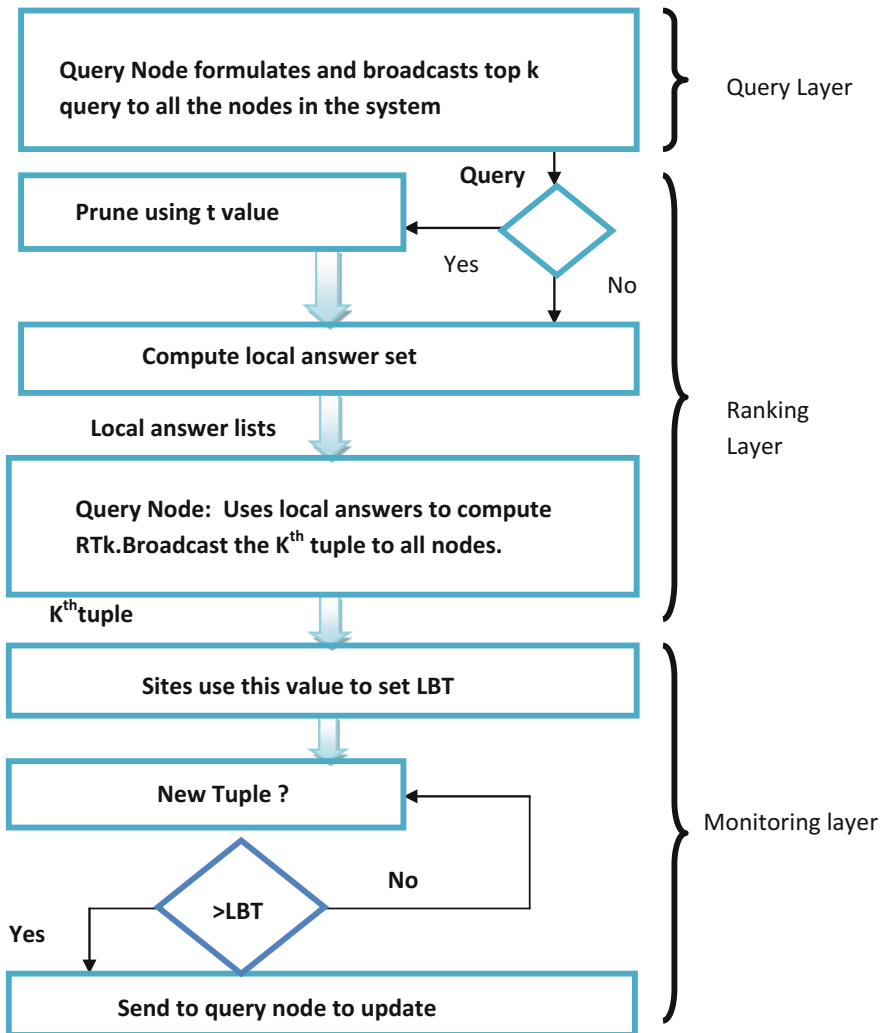 Query Node formulates and broadcasts top k
query to all the nodes in the system
Query Layer
Query
Prune using t value
Yes
No
Compute local answer set
Local answer lists
Ranking
Layer
Query Node: Uses local answers to compute
RTk.Broadcast the Kth tuple to all nodes.
Kth tuple
Sites use this value to set LBT
New Tuple ?
Monitoring layer
No
>LBT
Yes
Send to query node to update